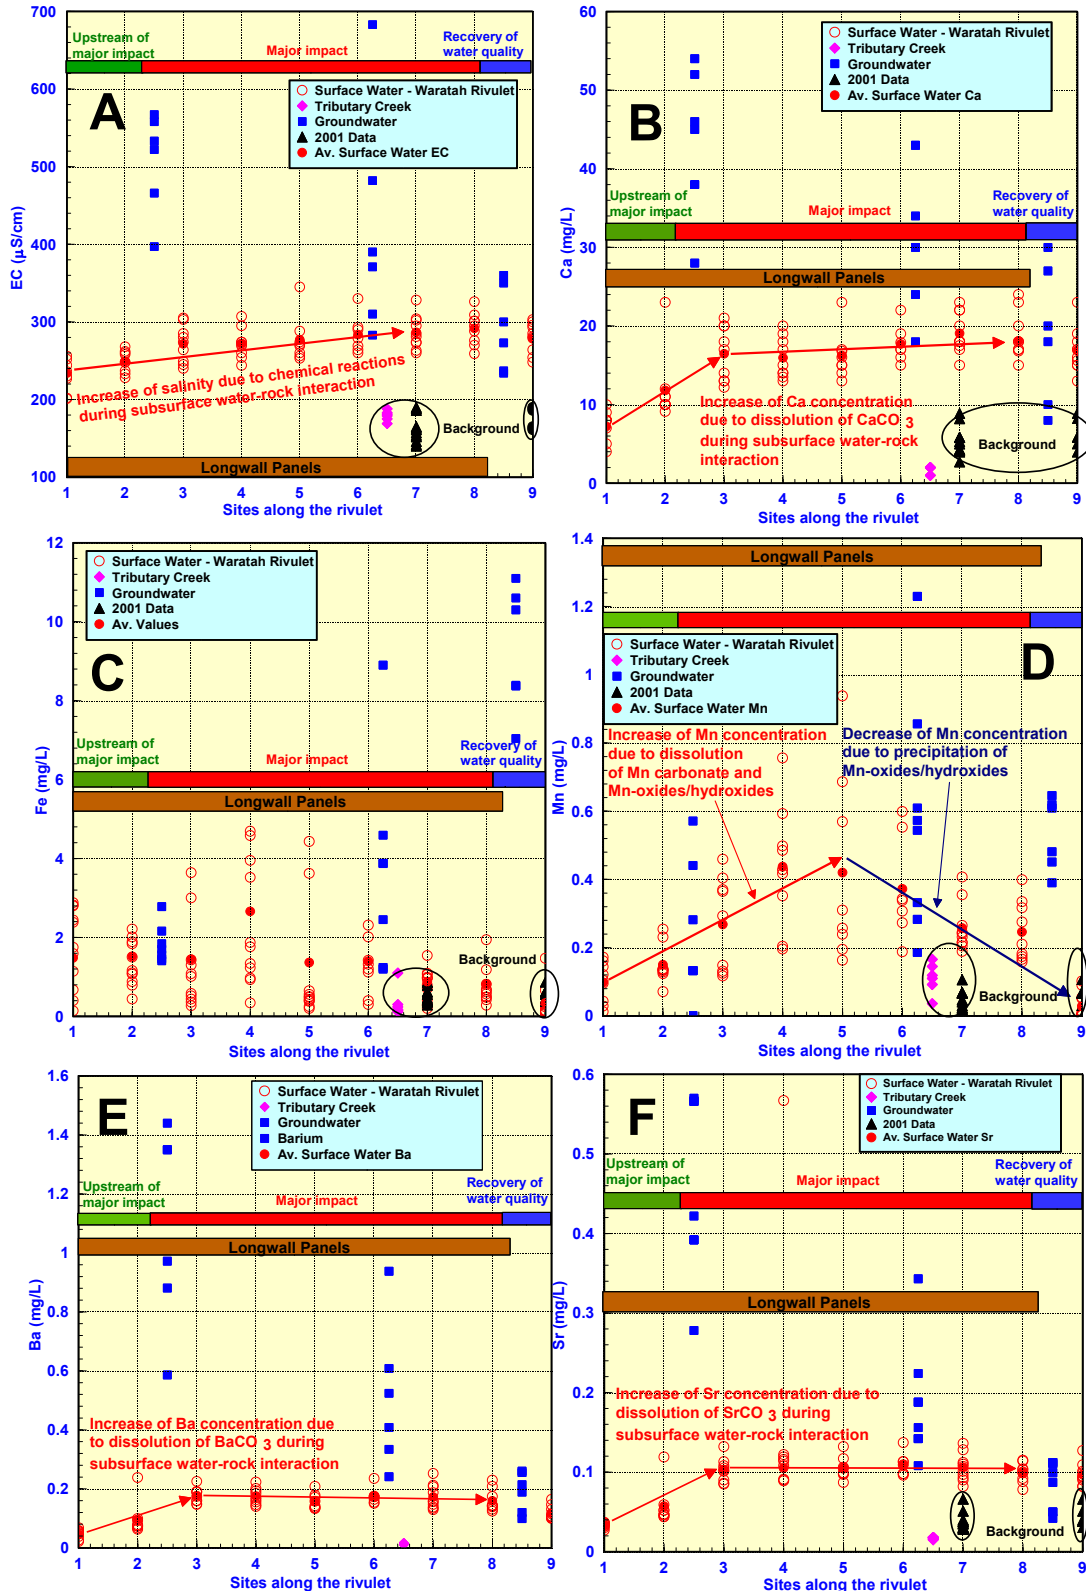 700
600
500
400
300
200
100
EC (µS/cm)
Upstream of
major impact
Major impact
Recovery of
water quality
A
Surface Water - Waratah Rivulet
Tributary Creek
Groundwater
2001 Data
Av. Surface Water EC
Increase of salinity due to chemical reactions
during subsurface water-rock
interaction
Background
Longwall Panels
1 2 3 4 5 6 7 8 9
Sites along the rivulet
60
50
40
30
20
10
0
Ca (mg/L)
B
Surface Water - Waratah Rivulet
Tributary Creek
Groundwater
2001 Data
Av. Surface Water Ca
Upstream of
major impact
Major impact
Recovery of
water quality
Longwall Panels
Increase of Ca concentration
due to dissolution of CaCO 3
during subsurface water-rock
interaction
Background
1 2 3 4 5 6 7 8 9
Sites along the rivulet
12
10
8
6
4
2
0
Fe (mg/L)
Surface Water - Waratah Rivulet
Tributary Creek
Groundwater
2001 Data
Av. Values
C
Upstream of
major impact
Major impact
Recovery of
water quality
Longwall Panels
Background
1 2 3 4 5 6 7 8 9
Sites along the rivulet
1.4
1.2
1
0.8
0.6
0.4
0.2
0
Mn (mg/L)
Longwall Panels
Surface Water - Waratah Rivulet
Tributary Creek
Groundwater
2001 Data
Av. Surface Water Mn
D
Increase of Mn concentration
due to dissolution
of Mn carbonate and
Mn-oxides/hydroxides
Decrease of Mn concentration
due to precipitation of
Mn-oxides/hydroxides
Background
1 2 3 4 5 6 7 8 9
Sites along the rivulet
1.6
1.4
1.2
1
0.8
0.6
0.4
0.2
0
Ba (mg/L)
E
Surface Water - Waratah Rivulet
Tributary Creek
Groundwater
Barium
Av. Surface Water Ba
Upstream of
major impact
Major impact
Recovery of
water quality
Longwall Panels
Increase of Ba concentration due
to dissolution of BaCO 3 during
subsurface water-rock interaction
1 2 3 4 5 6 7 8 9
Sites along the rivulet
0.6
0.5
0.4
0.3
0.2
0.1
0
Sr (mg/L)
F
Surface Water - Waratah Rivulet
Tributary Creek
Groundwater
2001 Data
Av. Surface Water Sr
Upstream of
major impact
Major impact
Recovery of
water quality
Longwall Panels
Increase of Sr concentration due to
dissolution of SrCO 3 during
subsurface water-rock interaction
Background
1 2 3 4 5 6 7 8 9
Sites along the rivulet